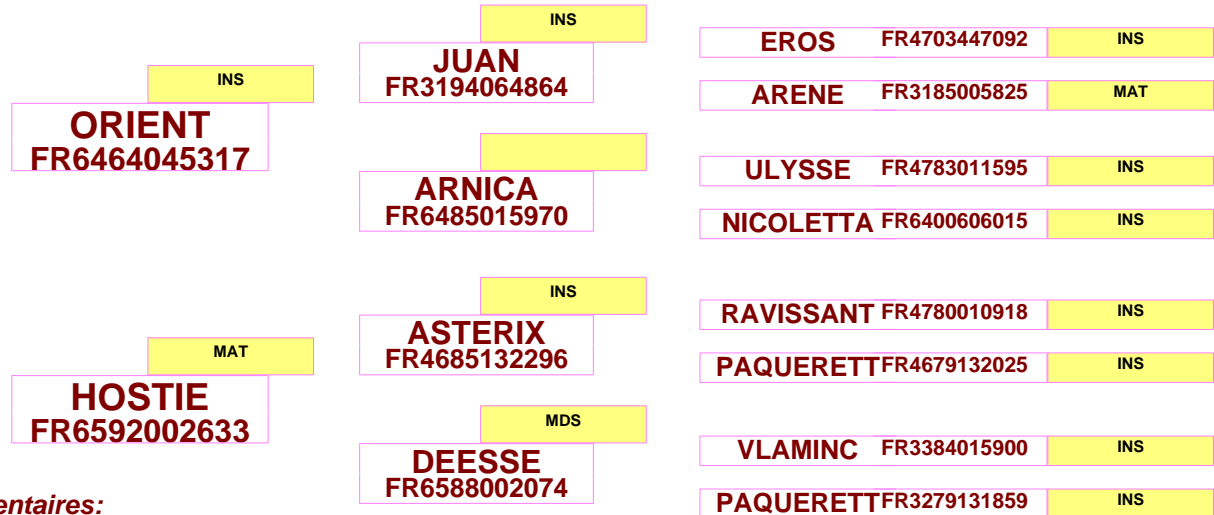 INS
ORIENT
FR6464045317
MAT
HOSTIE
FR6592002633
INS
JUAN
FR3194064864
ARNICA
FR6485015970
INS
ASTERIX
FR4685132296
MDS
DEESSE
FR6588002074
EROS FR4703447092 INS
ARENE FR3185005825 MAT
ULYSSE FR4783011595 INS
NICOLETTA FR6400606015 INS
RAVISSANT FR4780010918 INS
PAQUERETT FR4679132025 INS
VLAMINC FR3384015900 INS
PAQUERETT FR3279131859 INS
entaires: